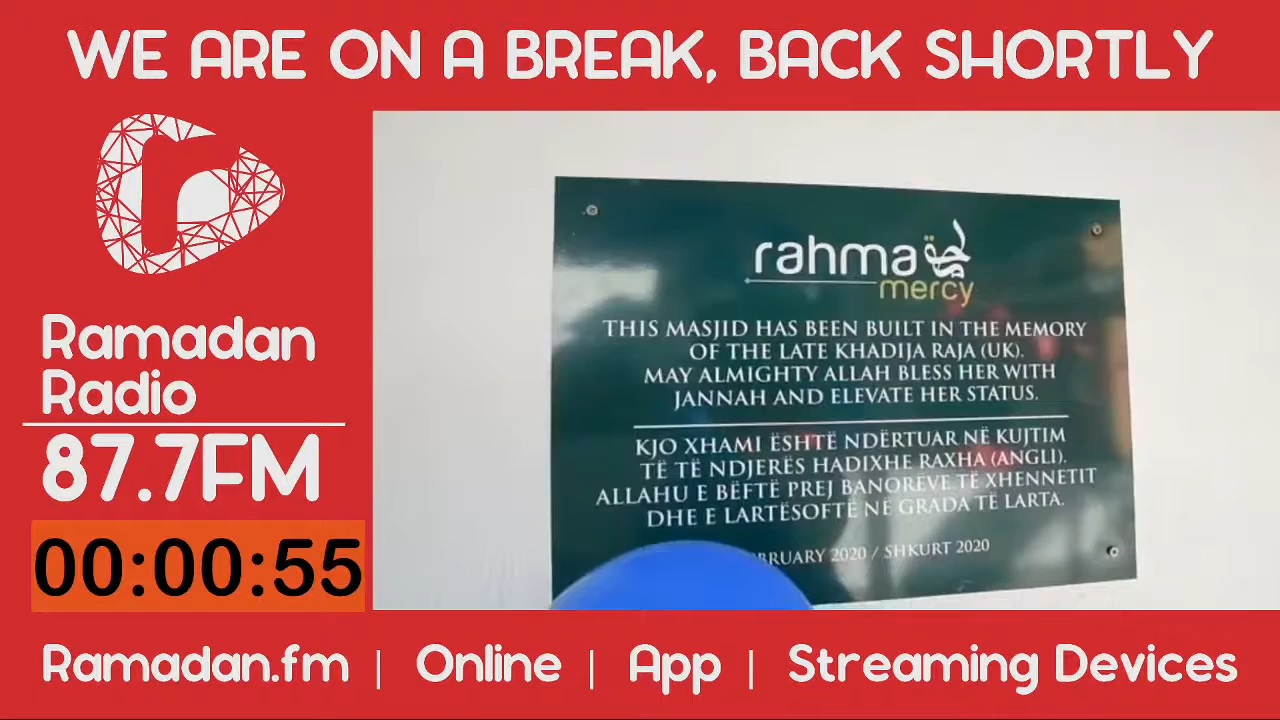 WE ARE ON A BREAK, BACK SHORTLY
Ramadan
Radio
87.7FM
00:00:55
rahma رحمة
mercy
THIS MASJID HAS BEEN BUILT IN THE MEMORY
OF THE LATE KHADIJA RAJA (UK).
MAY ALMIGHTY ALLAH BLESS HER WITH
JANNAH AND ELEVATE HER STATUS.
KJO XHAMI ËSHTË NDËRTUAR NË KUJTIM
TË TË NDJERËS HADIXHE RAXHA (ANGLI).
ALLAHU E BËFTË PREJ BANORËVE TË XHENNETIT
DHE E LARTËSOFTË NË GRADA TË LARTA.
BRUARY 2020 / SHKURT 2020
Ramadan.fm | Online | App | Streaming Devices